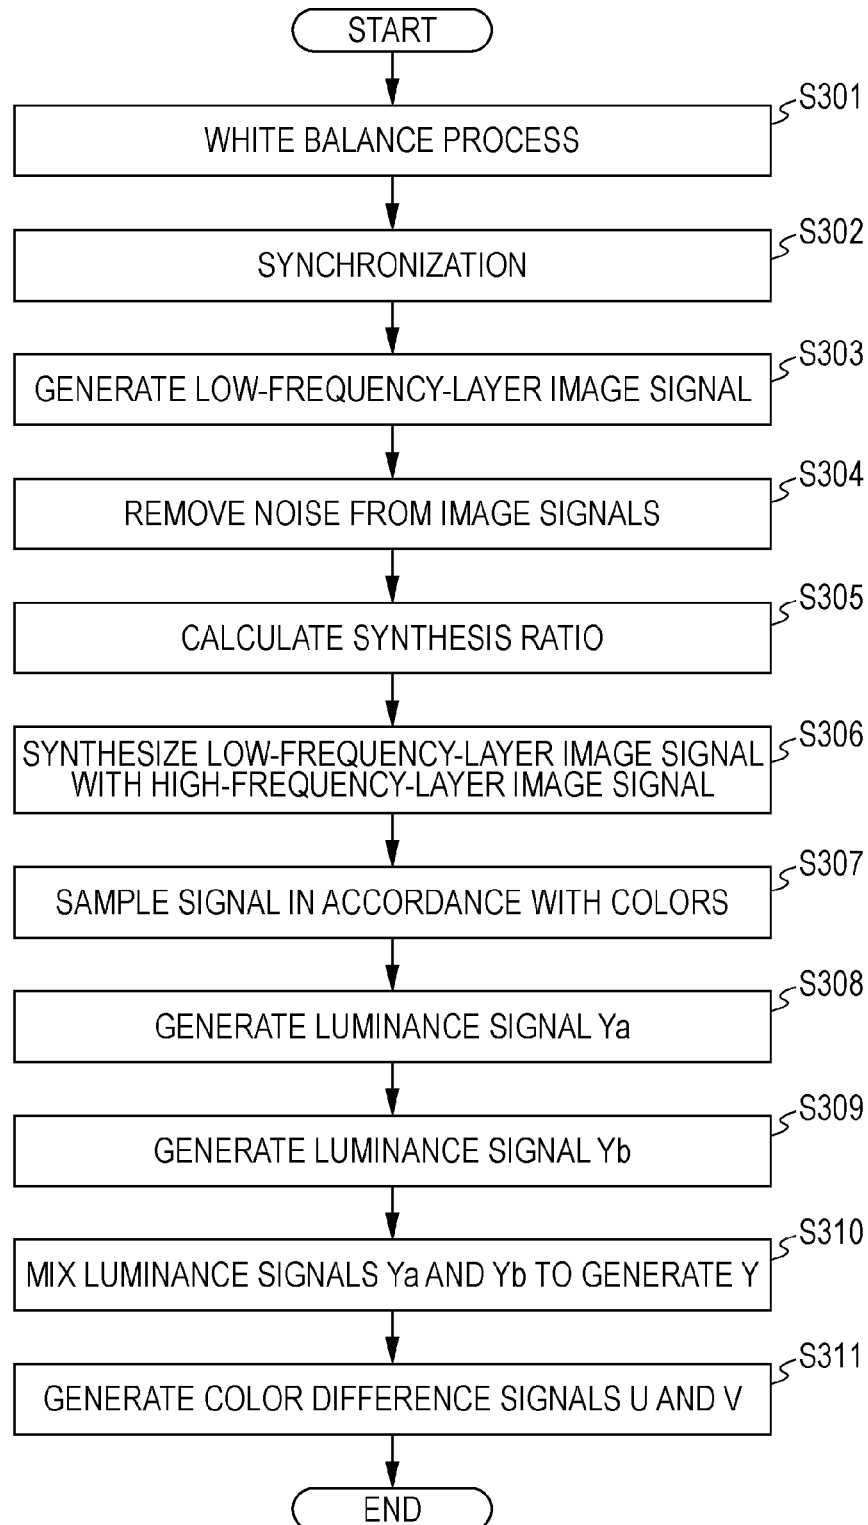 START
S301
WHITE BALANCE PROCESS
S302
SYNCHRONIZATION
S303
GENERATE LOW-FREQUENCY-LAYER IMAGE SIGNAL
S304
REMOVE NOISE FROM IMAGE SIGNALS
S305
CALCULATE SYNTHESIS RATIO
S306
SYNTHESIZE LOW-FREQUENCY-LAYER IMAGE SIGNAL
WITH HIGH-FREQUENCY-LAYER IMAGE SIGNAL
S307
SAMPLE SIGNAL IN ACCORDANCE WITH COLORS
S308
GENERATE LUMINANCE SIGNAL Ya
S309
GENERATE LUMINANCE SIGNAL Yb
S310
MIX LUMINANCE SIGNALS Ya AND Yb TO GENERATE Y
S311
GENERATE COLOR DIFFERENCE SIGNALS U AND V
END